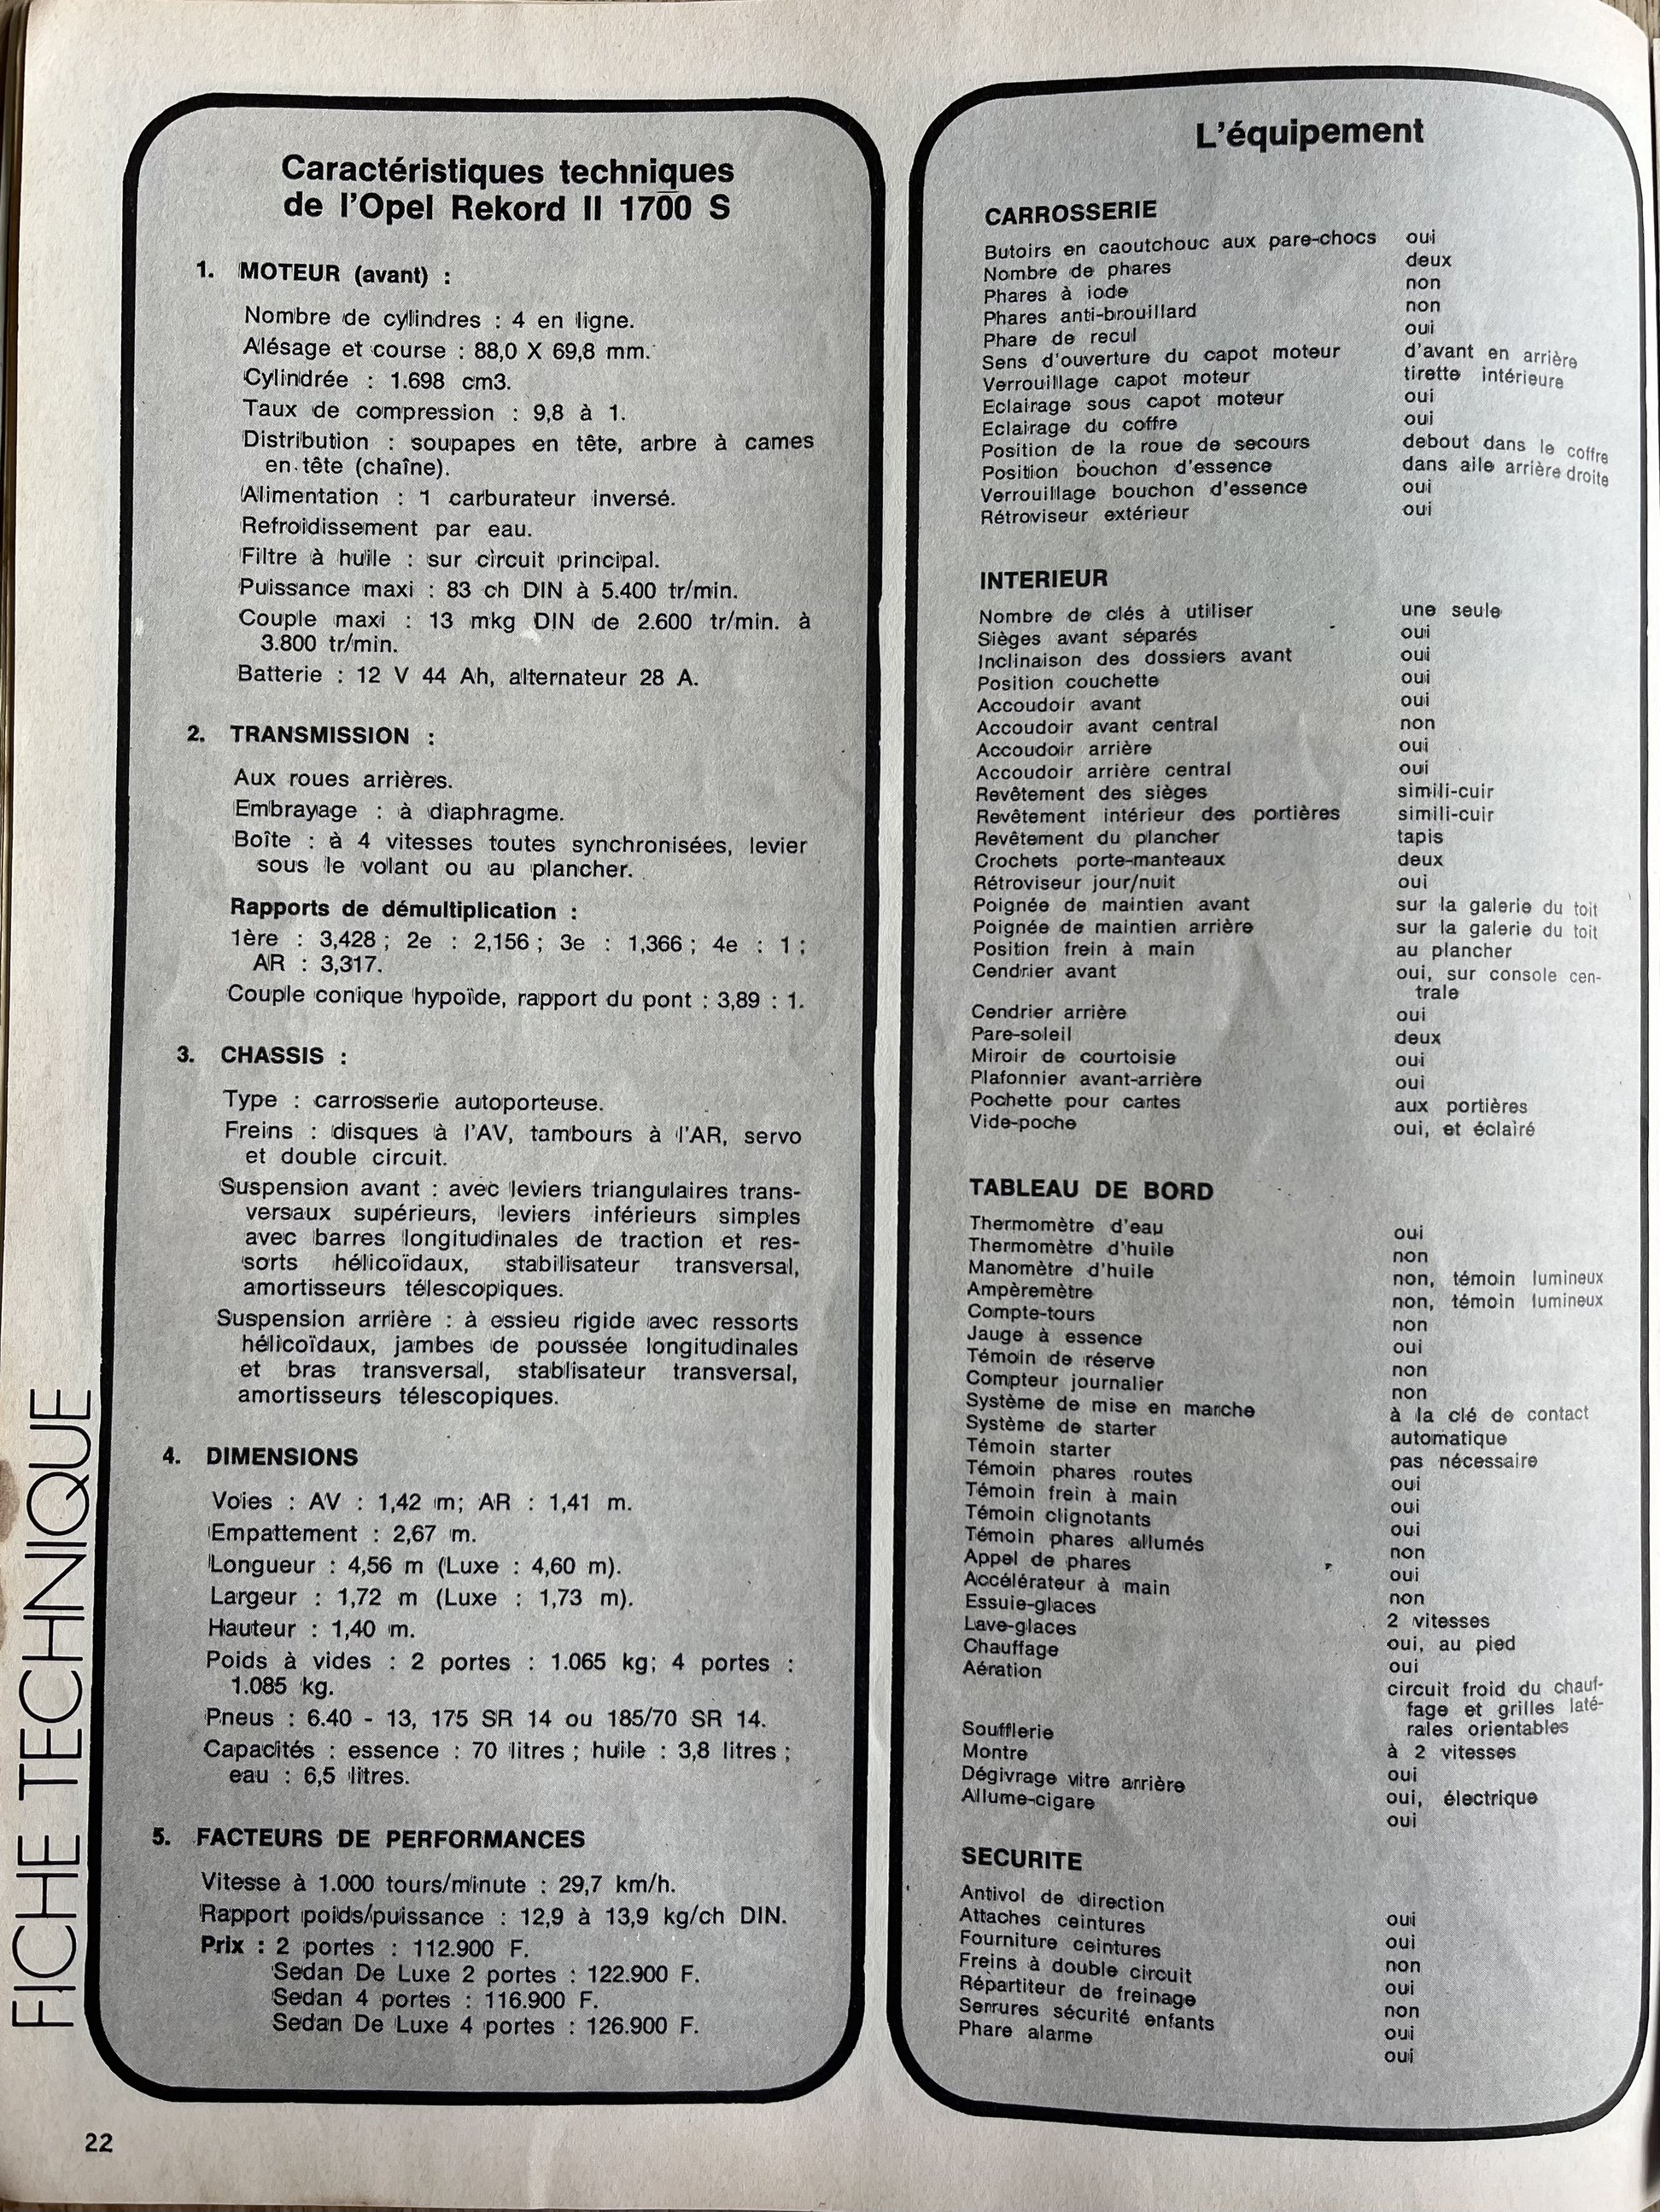 FICHE TECHNIQUE
Caractéristiques techniques
de l'Opel Rekord II 1700 S
1. MOTEUR (avant) :
Nombre de cylindres : 4 en ligne.
Alésage et course : 88,0 X 69,8 mm.
Cylindrée : 1.698 cm3.
Taux de compression : 9,8 à 1.
Distribution : soupapes en tête, arbre à cames
en tête (chaîne).
Alimentation : 1 carburateur inversé.
Refroidissement par eau.
Filtre à huile : sur circuit principal.
Puissance maxi : 83 ch DIN à 5.400 tr/min.
Couple maxi : 13 mkg DIN de 2.600 tr/min. à
3.800 tr/min.
Batterie : 12 V 44 Ah, alternateur 28 A.
2. TRANSMISSION :
Aux roues arrières.
Embrayage : à diaphragme.
Boîte : à 4 vitesses toutes synchronisées, levier
sous le volant ou au plancher.
Rapports de démultiplication :
1ère : 3,428 ; 2e : 2,156 ; 3e : 1,366 ; 4e : 1 ;
AR : 3,317.
Couple conique hypoïde, rapport du pont : 3,89 : 1.
3. CHASSIS :
Type : carrosserie autoporteuse.
Freins : disques à l'AV, tambours à l'AR, servo
et double circuit.
Suspension avant : avec leviers triangulaires trans-
versaux supérieurs, leviers inférieurs simples
avec barres longitudinales de traction et res-
sorts hélicoïdaux, stabilisateur transversal,
amortisseurs télescopiques.
Suspension arrière : à essieu rigide avec ressorts
hélicoïdaux, jambes de poussée longitudinales
et bras transversal, stablisateur transversal,
amortisseurs télescopiques.
4. DIMENSIONS
Voies : AV : 1,42 m; AR : 1,41 m.
Empattement : 2,67 m.
Longueur : 4,56 m (Luxe : 4,60 m).
Largeur : 1,72 m (Luxe : 1,73 m).
Hauteur : 1,40 m.
Poids à vides : 2 portes : 1.065 kg; 4 portes :
1.085 kg.
Pneus : 6.40 - 13, 175 SR 14 ou 185/70 SR 14.
Capacités : essence : 70 litres ; huile : 3,8 litres ;
eau : 6,5 litres.
5. FACTEURS DE PERFORMANCES
Vitesse à 1.000 tours/minute : 29,7 km/h.
Rapport poids/puissance : 12,9 à 13,9 kg/ch DIN.
Prix : 2 portes : 112.900 F.
Sedan De Luxe 2 portes : 122.900 F.
Sedan 4 portes : 116.900 F.
Sedan De Luxe 4 portes : 126.900 F.
22
L'équipement
CARROSSERIE
Butoirs en caoutchouc aux pare-chocs oui
Nombre de phares deux
Phares à iode non
Phares anti-brouillard non
Phare de recul oui
Sens d'ouverture du capot moteur d'avant en arrière
Verrouillage capot moteur tirette intérieure
Eclairage sous capot moteur oui
Eclairage du coffre oui
Position de la roue de secours debout dans le coffre
Position bouchon d'essence dans aile arrière droite
Verrouillage bouchon d'essence oui
Rétroviseur extérieur oui
INTERIEUR
Nombre de clés à utiliser une seule
Sièges avant séparés oui
Inclinaison des dossiers avant oui
Position couchette oui
Accoudoir avant oui
Accoudoir avant central non
Accoudoir arrière oui
Accoudoir arrière central oui
Revêtement des sièges simili-cuir
Revêtement intérieur des portières simili-cuir
Revêtement du plancher tapis
Crochets porte-manteaux deux
Rétroviseur jour/nuit oui
Poignée de maintien avant sur la galerie du toit
Poignée de maintien arrière sur la galerie du toit
Position frein à main au plancher
Cendrier avant oui, sur console cen-
trale
Cendrier arrière oui
Pare-soleil deux
Miroir de courtoisie oui
Plafonnier avant-arrière oui
Pochette pour cartes aux portières
Vide-poche oui, et éclairé
TABLEAU DE BORD
Thermomètre d'eau oui
Thermomètre d'huile non
Manomètre d'huile non, témoin lumineux
Ampèremètre non, témoin lumineux
Compte-tours non
Jauge à essence oui
Témoin de réserve non
Compteur journalier non
Système de mise en marche à la clé de contact
Système de starter automatique
Témoin starter pas nécessaire
Témoin phares routes oui
Témoin frein à main oui
Témoin clignotants oui
Témoin phares allumés non
Appel de phares oui
Accélérateur à main non
Essuie-glaces 2 vitesses
Lave-glaces oui, au pied
Chauffage oui
Aération circuit froid du chauf-
fage et grilles laté-
rales orientables
Soufflerie à 2 vitesses
Montre oui
Dégivrage vitre arrière oui, électrique
Allume-cigare oui
SECURITE
Antivol de direction oui
Attaches ceintures oui
Fourniture ceintures non
Freins à double circuit oui
Répartiteur de freinage non
Serrures sécurité enfants oui
Phare alarme oui